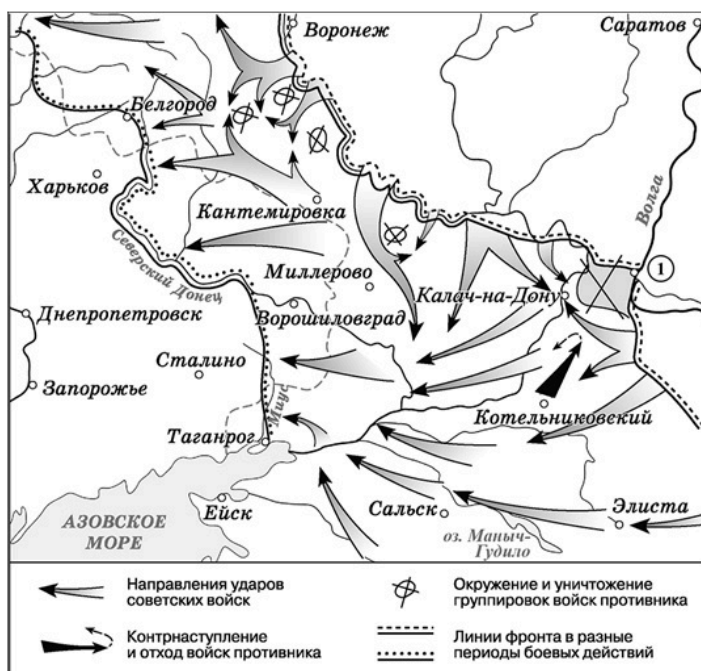 Воронеж
Саратов
Белгород
Харьков
Волга
Кантемировка
Северский Донец
Миллерово
Калач-на-Дону
1
Днепропетровск
Ворошиловград
Сталино
Запорожье
Миус
Котельниковский
Таганрог
АЗОВСКОЕ
МОРЕ
Ейск
Сальск
Элиста
оз. Маныч-
Гудило
Направления ударов
советских войск
Окружение и уничтожение
группировок войск противника
Контрнаступление
и отход войск противника
Линии фронта в разные
периоды боевых действий